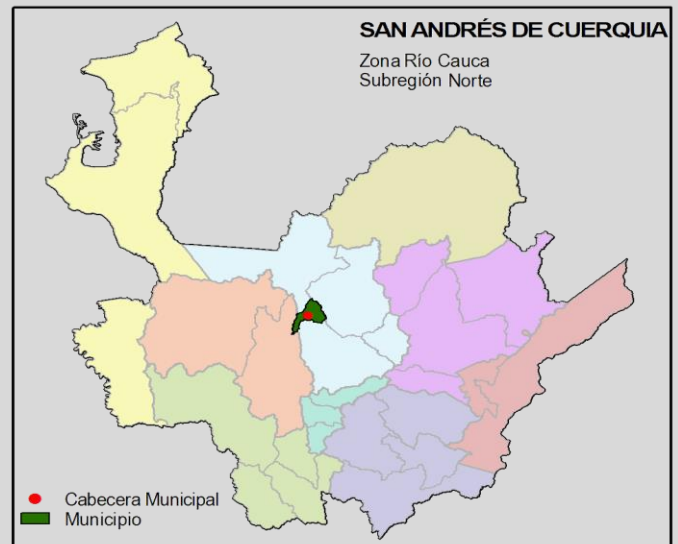 SAN ANDRÉS DE CUERQUIA
Zona Río Cauca
Subregión Norte
Cabecera Municipal
Municipio